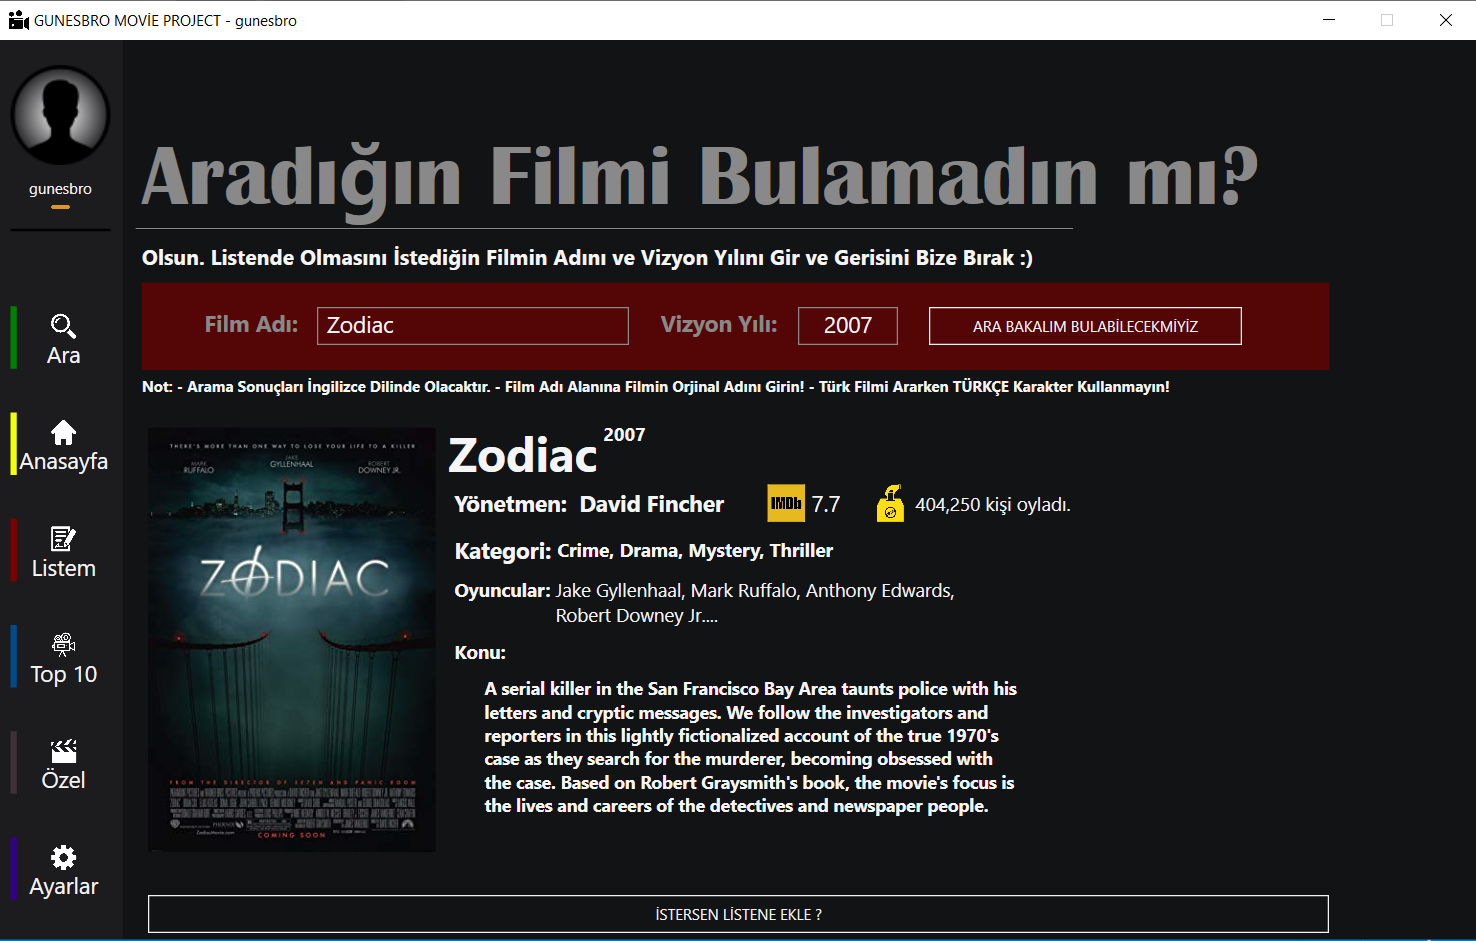 GUNESBRO MOVİE PROJECT - gunesbro
gunesbro
Ara
Anasayfa
Listem
Top 10
Özel
Ayarlar
Aradığın Filmi Bulamadın mı?
Olsun. Listende Olmasını İstediğin Filmin Adını ve Vizyon Yılını Gir ve Gerisini Bize Bırak :)
Film Adı: Zodiac Vizyon Yılı: 2007 ARA BAKALIM BULABİLECEKMİYİZ
Not: - Arama Sonuçları İngilizce Dilinde Olacaktır. - Film Adı Alanına Filmin Orjinal Adını Girin! - Türk Filmi Ararken TÜRKÇE Karakter Kullanmayın!
THERE'S MORE THAN ONE WAY TO LOSE YOUR LIFE TO A KILLER
MARK RUFFALO
JAKE GYLLENHAAL
ROBERT DOWNEY JR.
ZODIAC
FROM THE DIRECTOR OF SE7EN AND PANIC ROOM
ZodiacMovie.com
COMING SOON
Zodiac 2007
Yönetmen: David Fincher IMDb 7.7 404,250 kişi oyladı.
Kategori: Crime, Drama, Mystery, Thriller
Oyuncular: Jake Gyllenhaal, Mark Ruffalo, Anthony Edwards,
Robert Downey Jr....
Konu:
A serial killer in the San Francisco Bay Area taunts police with his
letters and cryptic messages. We follow the investigators and
reporters in this lightly fictionalized account of the true 1970's
case as they search for the murderer, becoming obsessed with
the case. Based on Robert Graysmith's book, the movie's focus is
the lives and careers of the detectives and newspaper people.
İSTERSEN LİSTENE EKLE ?